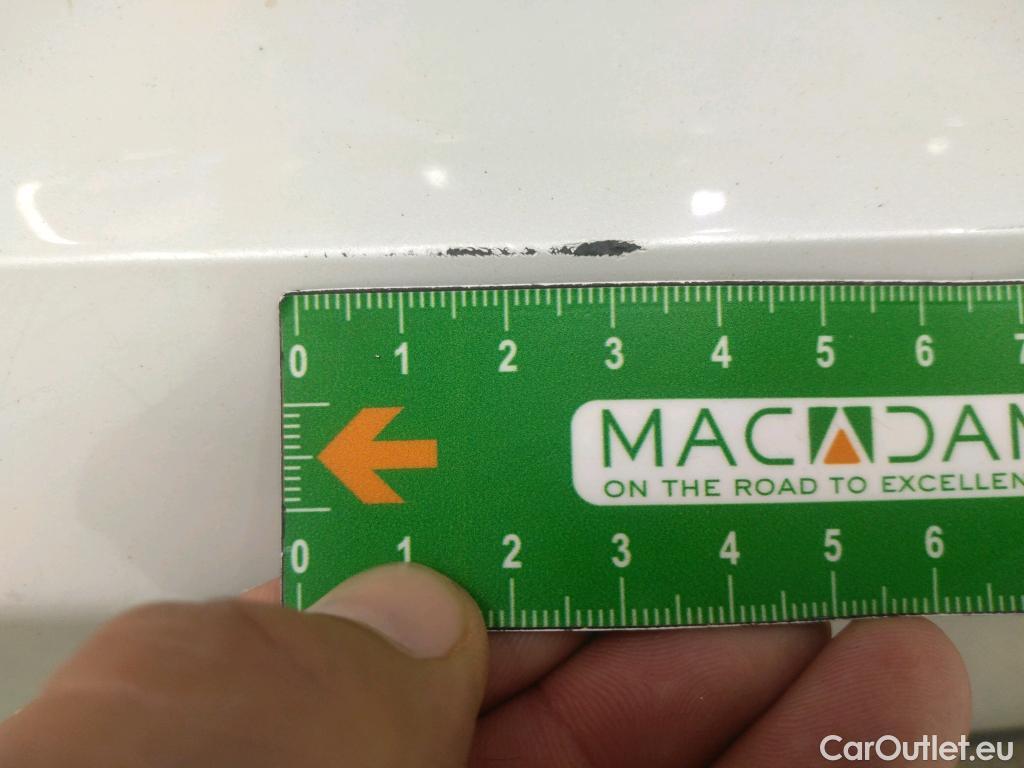 0 1 2 3 4 5 6 7
MACADAM
ON THE ROAD TO EXCELLEN
0 1 2 3 4 5 6
CarOutlet.eu